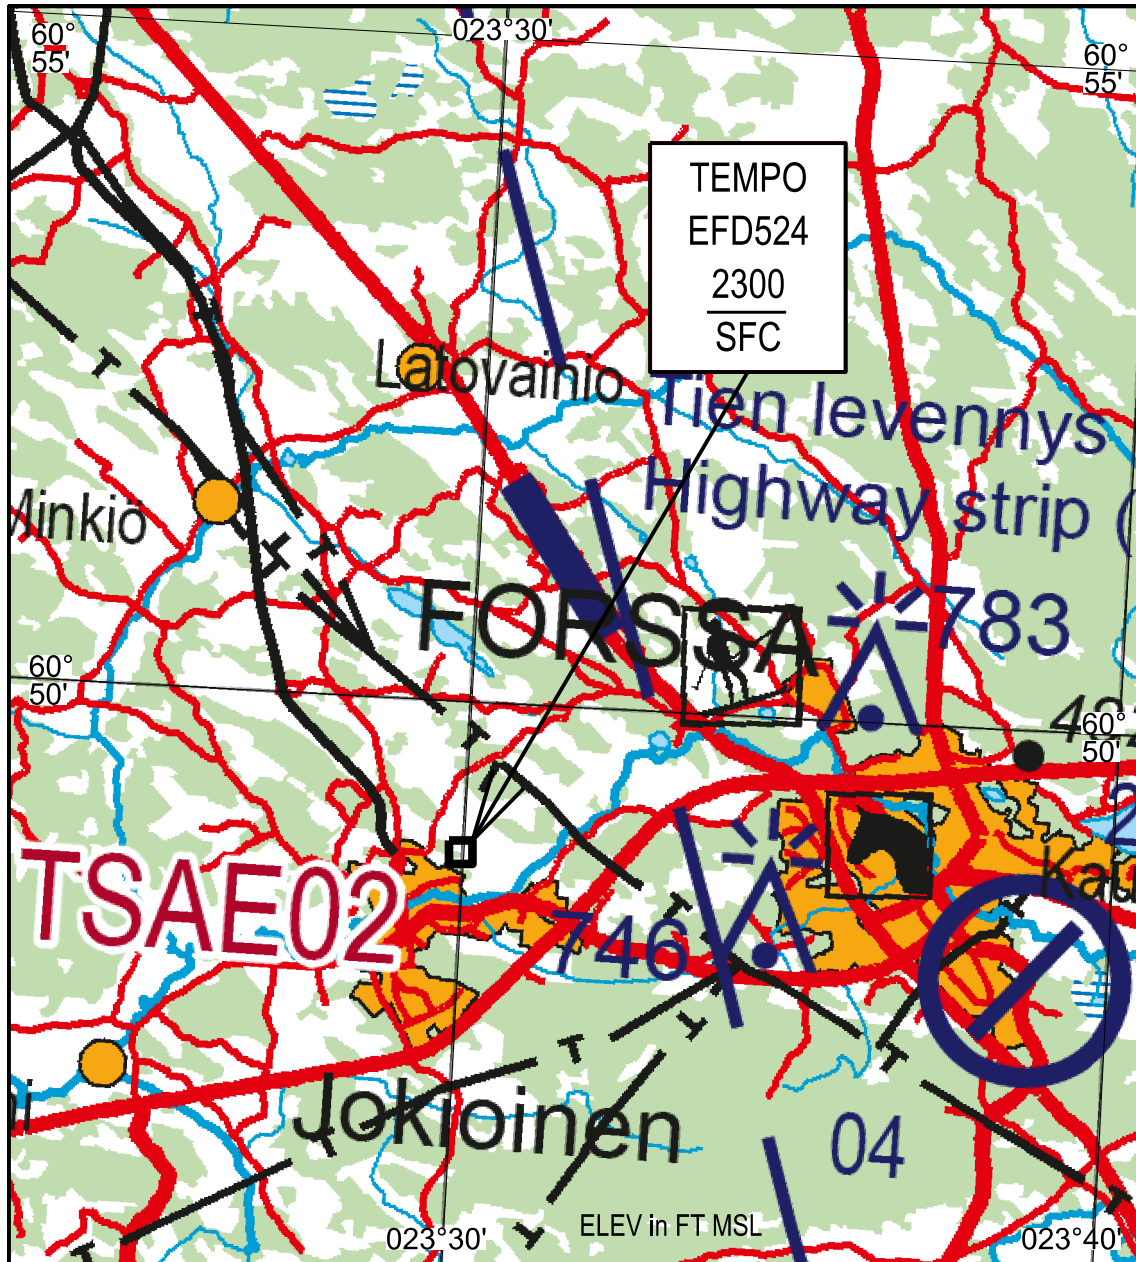 60°
55'
023°30'
60°
55'
TEMPO
EFD524
2300
SFC
Latovainio
Tien levennys
Highway strip (
Minkiö
FORSSA
783
60°
50'
60°
50'
TSAE02
746
Jokioinen
04
ELEV in FT MSL
023°30'
023°40'